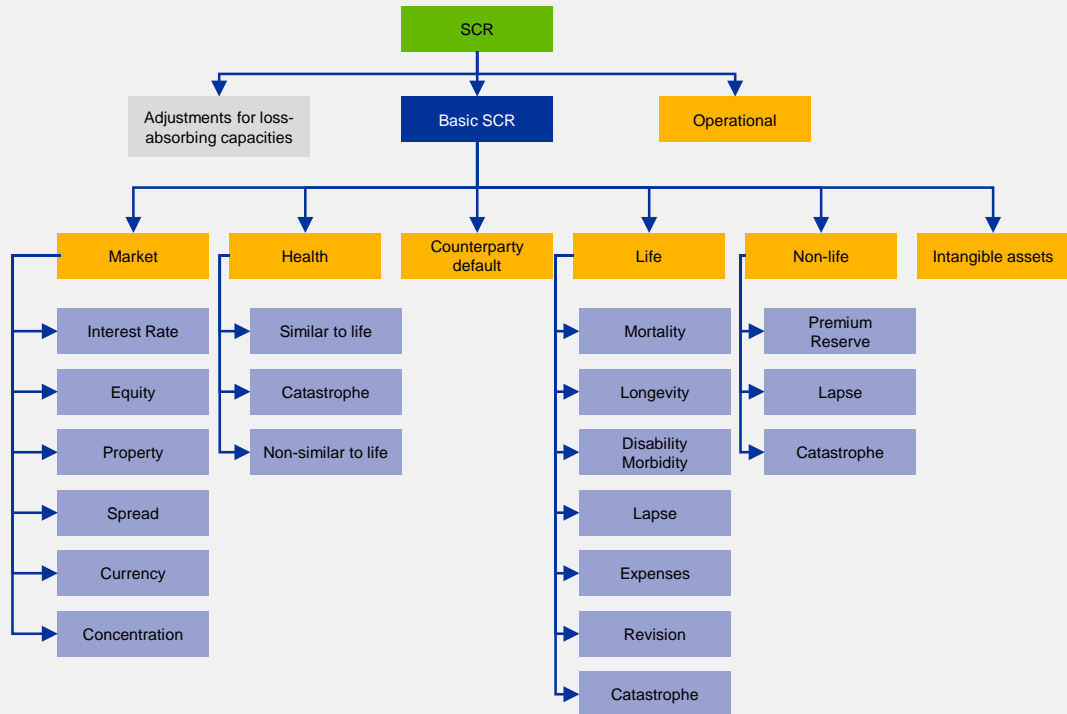 SCR
Adjustments for loss-
absorbing capacities
Basic SCR
Operational
Market
Health
Counterparty
default
Life
Non-life
Intangible assets
Interest Rate
Equity
Property
Spread
Currency
Concentration
Similar to life
Catastrophe
Non-similar to life
Mortality
Longevity
Disability
Morbidity
Lapse
Expenses
Revision
Catastrophe
Premium
Reserve
Lapse
Catastrophe